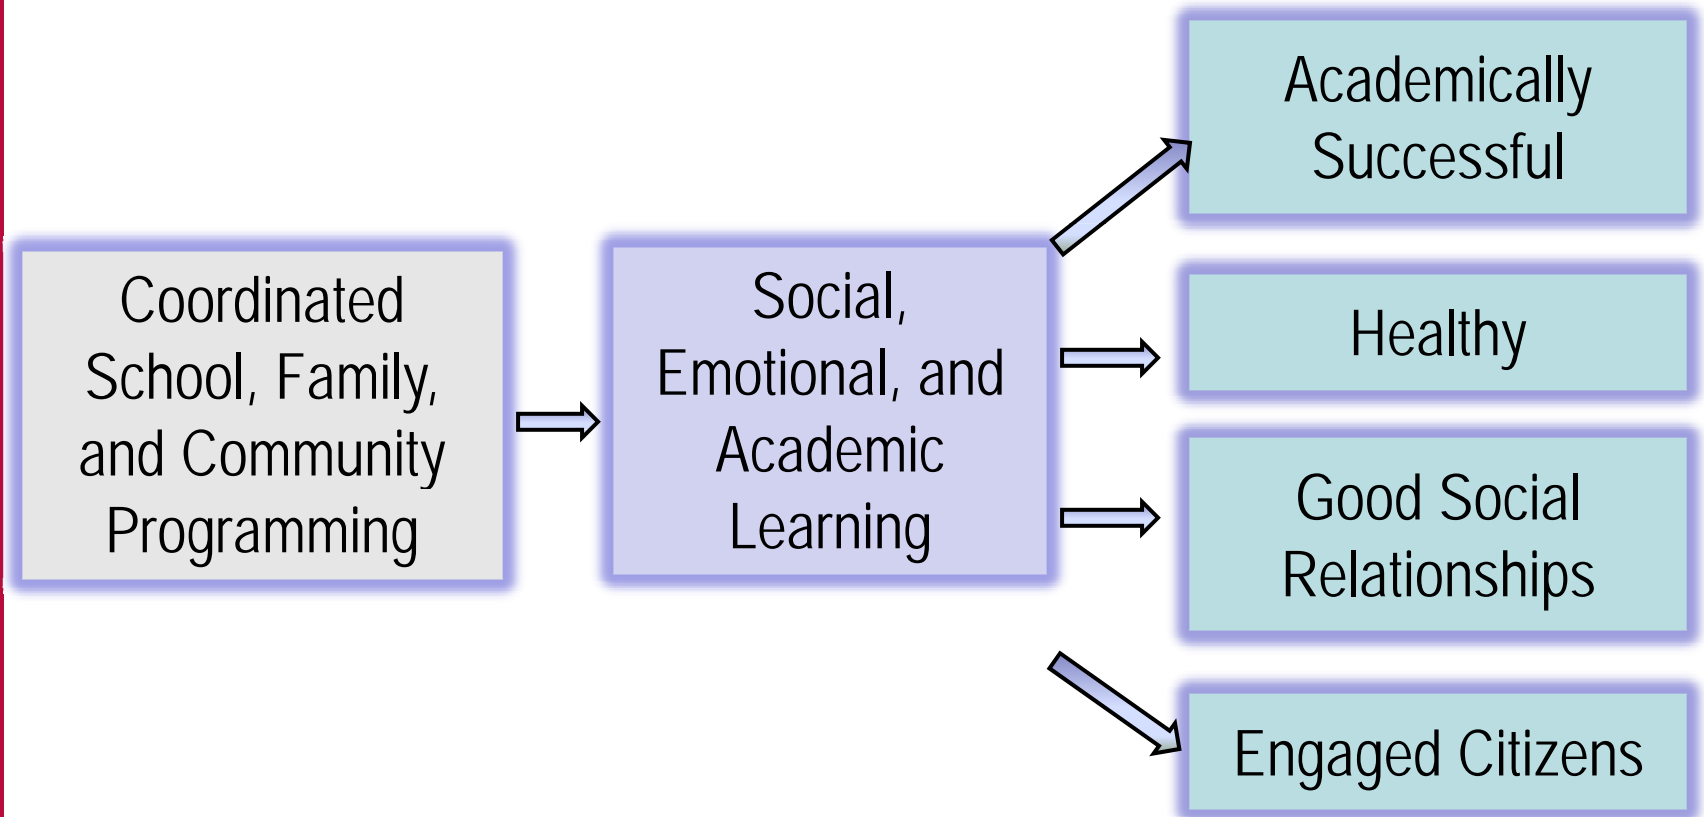 Coordinated
School, Family,
and Community
Programming
Social,
Emotional, and
Academic
Learning
Academically
Successful
Healthy
Good Social
Relationships
Engaged Citizens